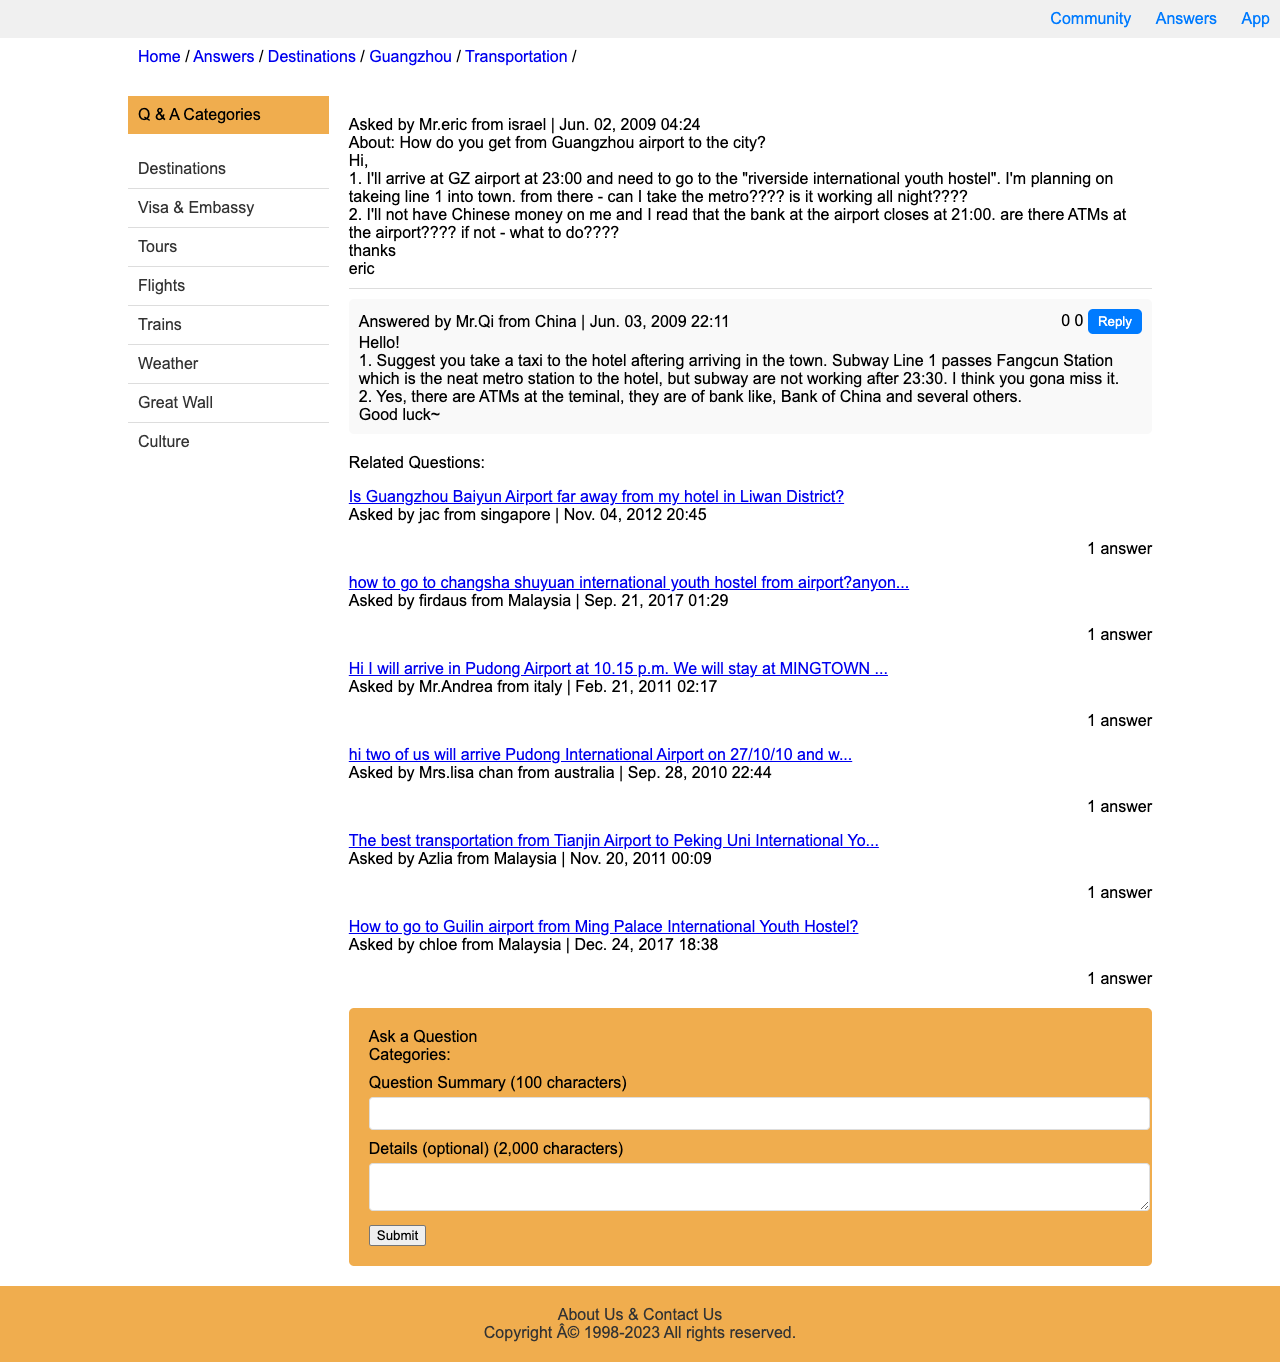 Community Answers App
Home / Answers / Destinations / Guangzhou / Transportation /
Q & A Categories
Destinations
Visa & Embassy
Tours
Flights
Trains
Weather
Great Wall
Culture
Asked by Mr.eric from israel | Jun. 02, 2009 04:24
About: How do you get from Guangzhou airport to the city?
Hi,
1. I'll arrive at GZ airport at 23:00 and need to go to the "riverside international youth hostel". I'm planning on
takeing line 1 into town. from there - can I take the metro???? is it working all night????
2. I'll not have Chinese money on me and I read that the bank at the airport closes at 21:00. are there ATMs at
the airport???? if not - what to do????
thanks
eric
Answered by Mr.Qi from China | Jun. 03, 2009 22:11
0 0 Reply
Hello!
1. Suggest you take a taxi to the hotel aftering arriving in the town. Subway Line 1 passes Fangcun Station
which is the neat metro station to the hotel, but subway are not working after 23:30. I think you gona miss it.
2. Yes, there are ATMs at the teminal, they are of bank like, Bank of China and several others.
Good luck~
Related Questions:
Is Guangzhou Baiyun Airport far away from my hotel in Liwan District?
Asked by jac from singapore | Nov. 04, 2012 20:45
1 answer
how to go to changsha shuyuan international youth hostel from airport?anyon...
Asked by firdaus from Malaysia | Sep. 21, 2017 01:29
1 answer
Hi I will arrive in Pudong Airport at 10.15 p.m. We will stay at MINGTOWN ...
Asked by Mr.Andrea from italy | Feb. 21, 2011 02:17
1 answer
hi two of us will arrive Pudong International Airport on 27/10/10 and w...
Asked by Mrs.lisa chan from australia | Sep. 28, 2010 22:44
1 answer
The best transportation from Tianjin Airport to Peking Uni International Yo...
Asked by Azlia from Malaysia | Nov. 20, 2011 00:09
1 answer
How to go to Guilin airport from Ming Palace International Youth Hostel?
Asked by chloe from Malaysia | Dec. 24, 2017 18:38
1 answer
Ask a Question
Categories:
Question Summary (100 characters)
Details (optional) (2,000 characters)
Submit
About Us & Contact Us
Copyright Â© 1998-2023 All rights reserved.